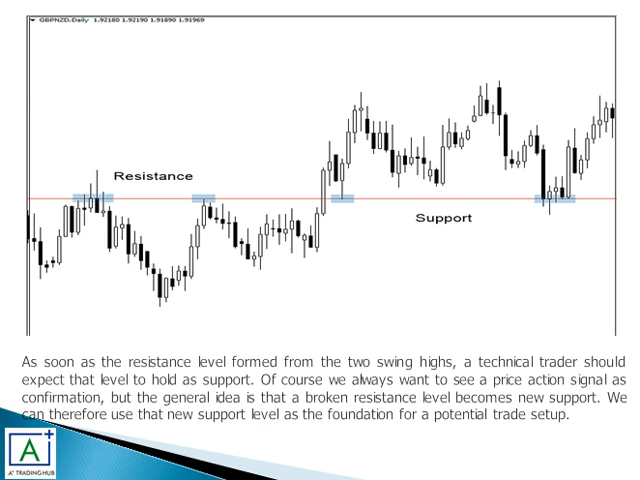 GBPNZD,Daily 1.92180 1.92190 1.91890 1.91969
Resistance
Support
As soon as the resistance level formed from the two swing highs, a technical trader should
expect that level to hold as support. Of course we always want to see a price action signal as
confirmation, but the general idea is that a broken resistance level becomes new support. We
can therefore use that new support level as the foundation for a potential trade setup.
A+
A+ TRADING HUB